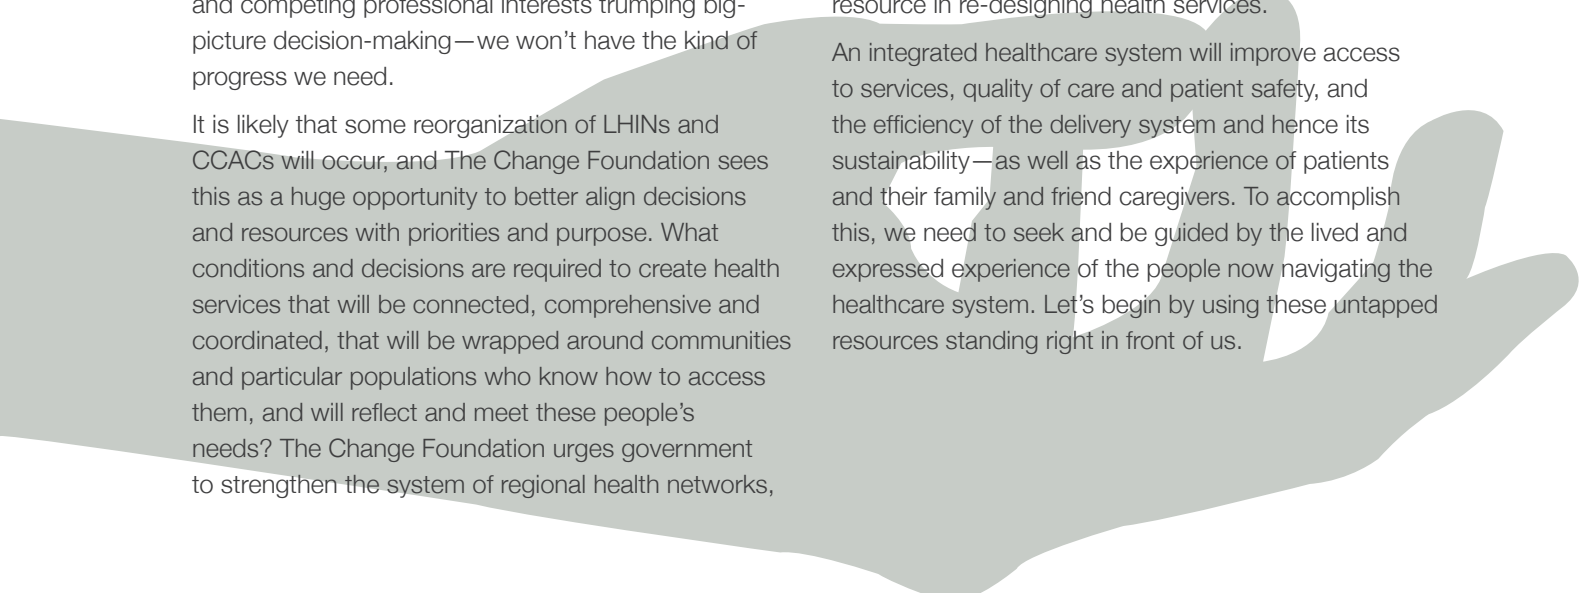 and competing professional interests trumping big-
picture decision-making—we won’t have the kind of
progress we need.
It is likely that some reorganization of LHINs and
CCACs will occur, and The Change Foundation sees
this as a huge opportunity to better align decisions
and resources with priorities and purpose. What
conditions and decisions are required to create health
services that will be connected, comprehensive and
coordinated, that will be wrapped around communities
and particular populations who know how to access
them, and will reflect and meet these people’s
needs? The Change Foundation urges government
to strengthen the system of regional health networks,
resource in re-designing health services.
An integrated healthcare system will improve access
to services, quality of care and patient safety, and
the efficiency of the delivery system and hence its
sustainability—as well as the experience of patients
and their family and friend caregivers. To accomplish
this, we need to seek and be guided by the lived and
expressed experience of the people now navigating the
healthcare system. Let’s begin by using these untapped
resources standing right in front of us.